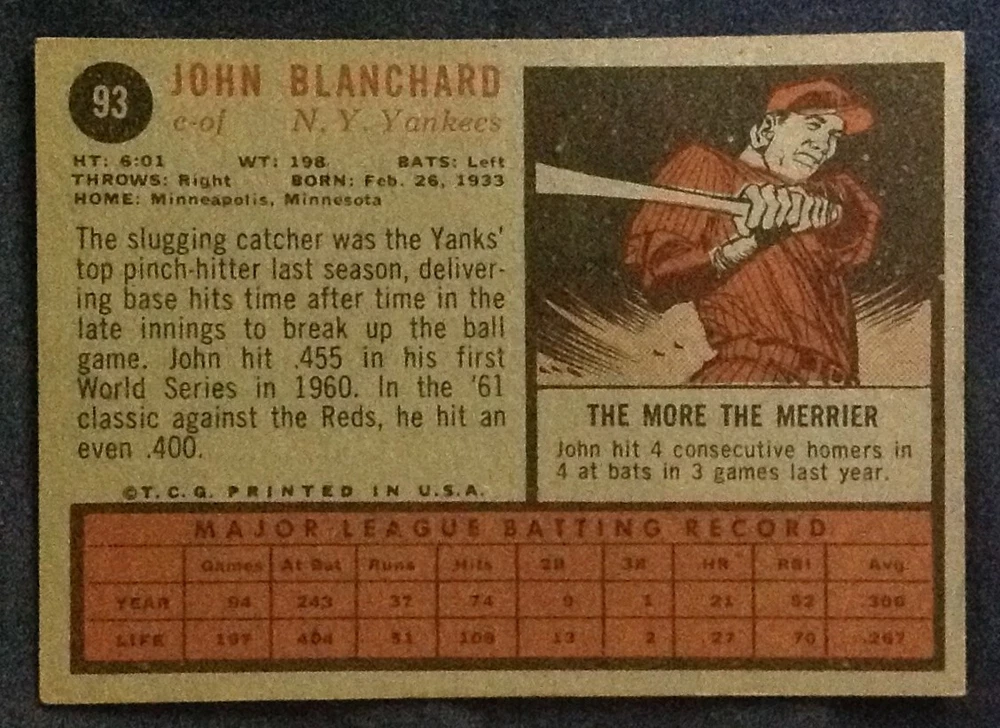 93
JOHN BLANCHARD
c-of N. Y. Yankees
HT: 6:01 WT: 198 BATS: Left
THROWS: Right BORN: Feb. 26, 1933
HOME: Minneapolis, Minnesota
The slugging catcher was the Yanks'
top pinch-hitter last season, deliver-
ing base hits time after time in the
late innings to break up the ball
game. John hit .455 in his first
World Series in 1960. In the '61
classic against the Reds, he hit an
even .400.
©T. C. G. PRINTED IN U.S.A.
THE MORE THE MERRIER
John hit 4 consecutive homers in
4 at bats in 3 games last year.
MAJOR LEAGUE BATTING RECORD
Games At Bat Runs Hits 2B 3B HR RBI Avg.
YEAR 94 243 37 74 9 1 21 52
LIFE 197 404 51 108 13 2 27 70 .267